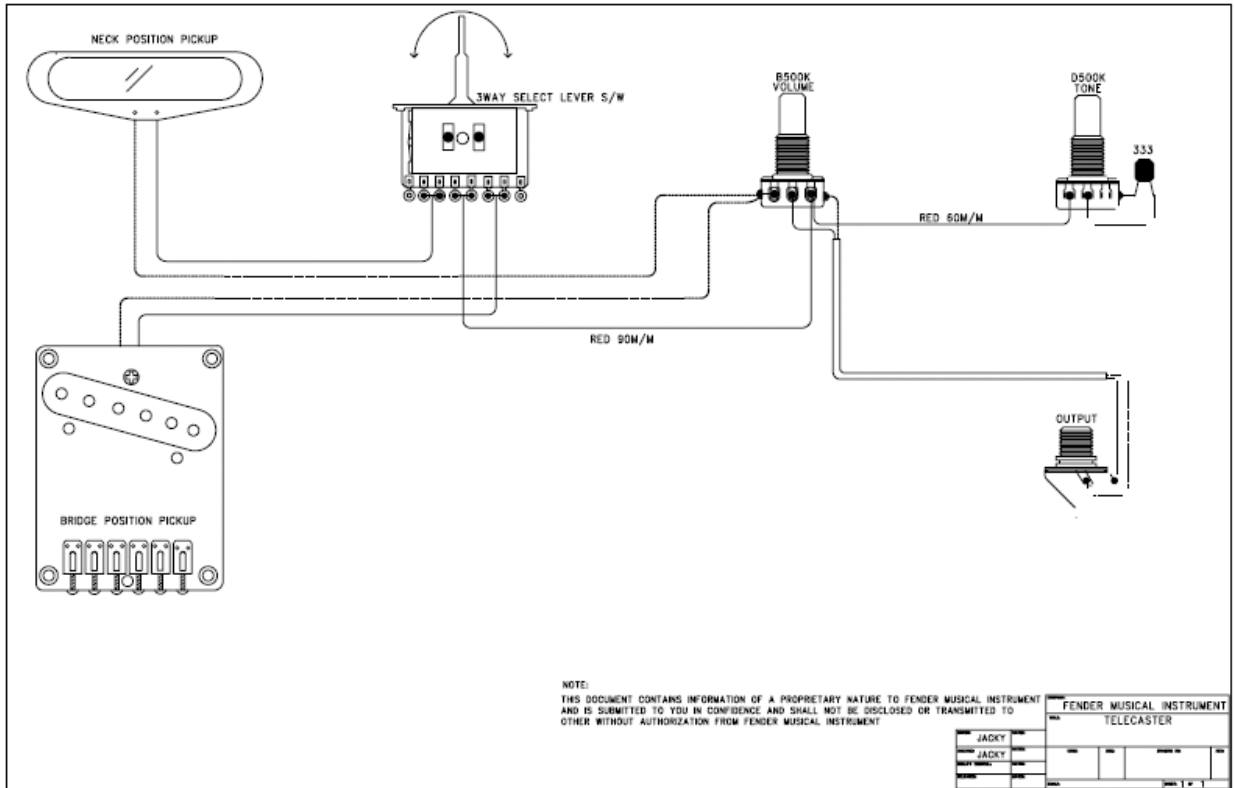 NECK POSITION PICKUP
3WAY SELECT LEVER S/W
B500K
VOLUME
D500K
TONE
333
RED 60M/M
RED 90M/M
OUTPUT
BRIDGE POSITION PICKUP
NOTE:
THIS DOCUMENT CONTAINS INFORMATION OF A PROPRIETARY NATURE TO FENDER MUSICAL INSTRUMENT
AND IS SUBMITTED TO YOU IN CONFIDENCE AND SHALL NOT BE DISCLOSED OR TRANSMITTED TO
OTHER WITHOUT AUTHORIZATION FROM FENDER MUSICAL INSTRUMENT
FENDER MUSICAL INSTRUMENT
TELECASTER
JACKY
JACKY
1 OF 1